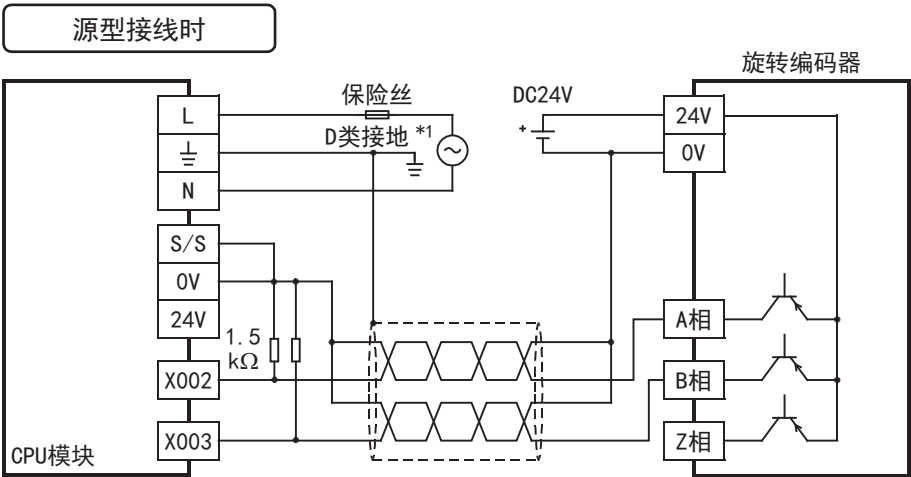 源型接线时
旋转编码器
保险丝
DC24V
L
24V
D类接地 *1
+
0V
N
S/S
0V
24V
1.5
kΩ
A相
X002
B相
X003
Z相
CPU模块